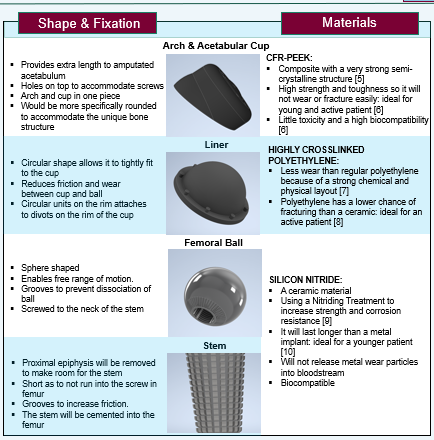 Shape & Fixation
Materials
Arch & Acetabular Cup
Provides extra length to amputated
acetabulum
Holes on top to accommodate screws
Arch and cup in one piece
Would be more specifically rounded
to accommodate the unique bone
structure
CFR-PEEK:
Composite with a very strong semi-
crystalline structure [5]
High strength and toughness so it will
not wear or fracture easily: ideal for
young and active patient [6]
Little toxicity and a high biocompatibility
[6]
Liner
Circular shape allows it to tightly fit
to the cup
Reduces friction and wear
between cup and ball
Circular units on the rim attaches
to divots on the rim of the cup
HIGHLY CROSSLINKED
POLYETHYLENE:
Less wear than regular polyethylene
because of a strong chemical and
physical layout [7]
Polyethylene has a lower chance of
fracturing than a ceramic: ideal for an
active patient [8]
Femoral Ball
Sphere shaped
Enables free range of motion.
Grooves to prevent dissociation of
ball
Screwed to the neck of the stem
SILICON NITRIDE:
A ceramic material
Using a Nitriding Treatment to
increase strength and corrosion
resistance [9]
It will last longer than a metal
implant: ideal for a younger patient
[10]
Will not release metal wear particles
into bloodstream
Biocompatible
Stem
Proximal epiphysis will be removed
to make room for the stem
Short as to not run into the screw in
femur
Grooves to increase friction.
The stem will be cemented into the
femur